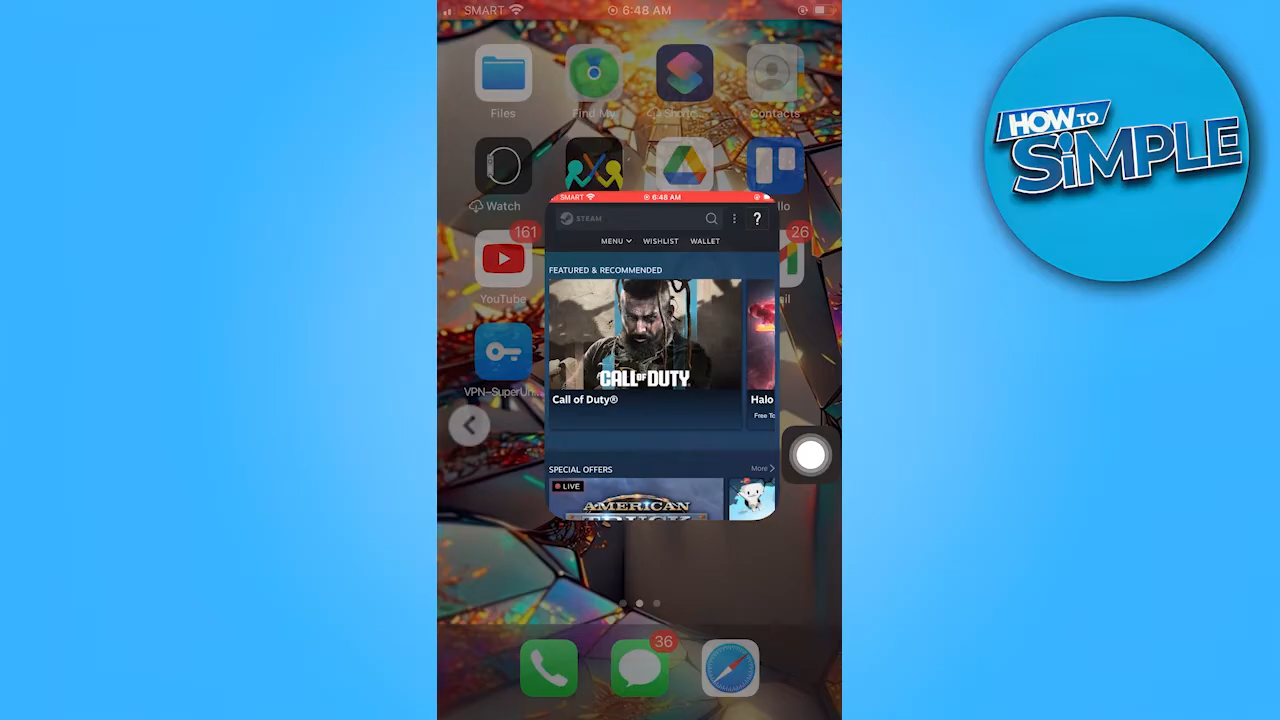 SMART 6:48 AM
HOW TO
SiMPLE
Files
Find My
Contacts
Watch
161
26
YouTube
VPN-SuperUn...
SMART 6:48 AM
STEAM
?
MENU WISHLIST WALLET
FEATURED & RECOMMENDED
CALL OF DUTY
Call of Duty®
Halo
SPECIAL OFFERS
More
LIVE
AMERICAN
36